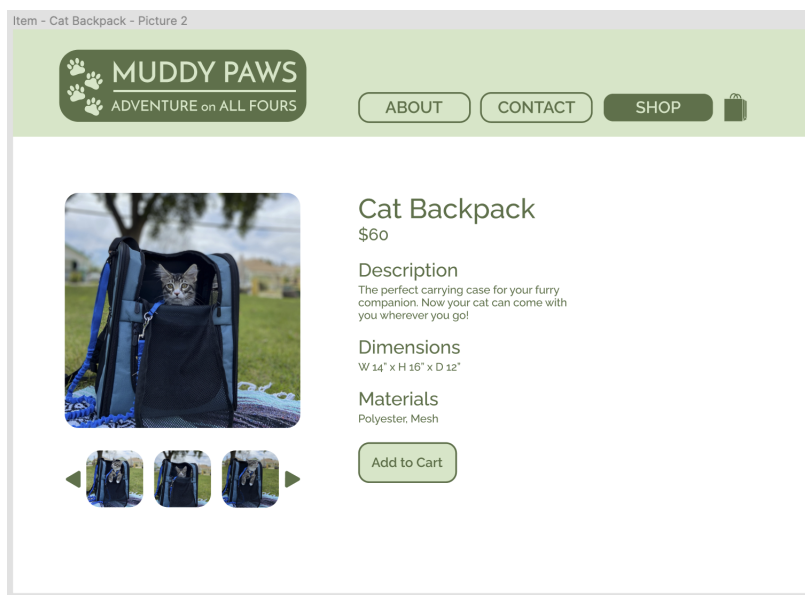 Item - Cat Backpack - Picture 2
MUDDY PAWS
ADVENTURE on ALL FOURS
ABOUT
CONTACT
SHOP
Cat Backpack
$60
Description
The perfect carrying case for your furry
companion. Now your cat can come with
you wherever you go!
Dimensions
W 14” x H 16” x D 12”
Materials
Polyester, Mesh
Add to Cart